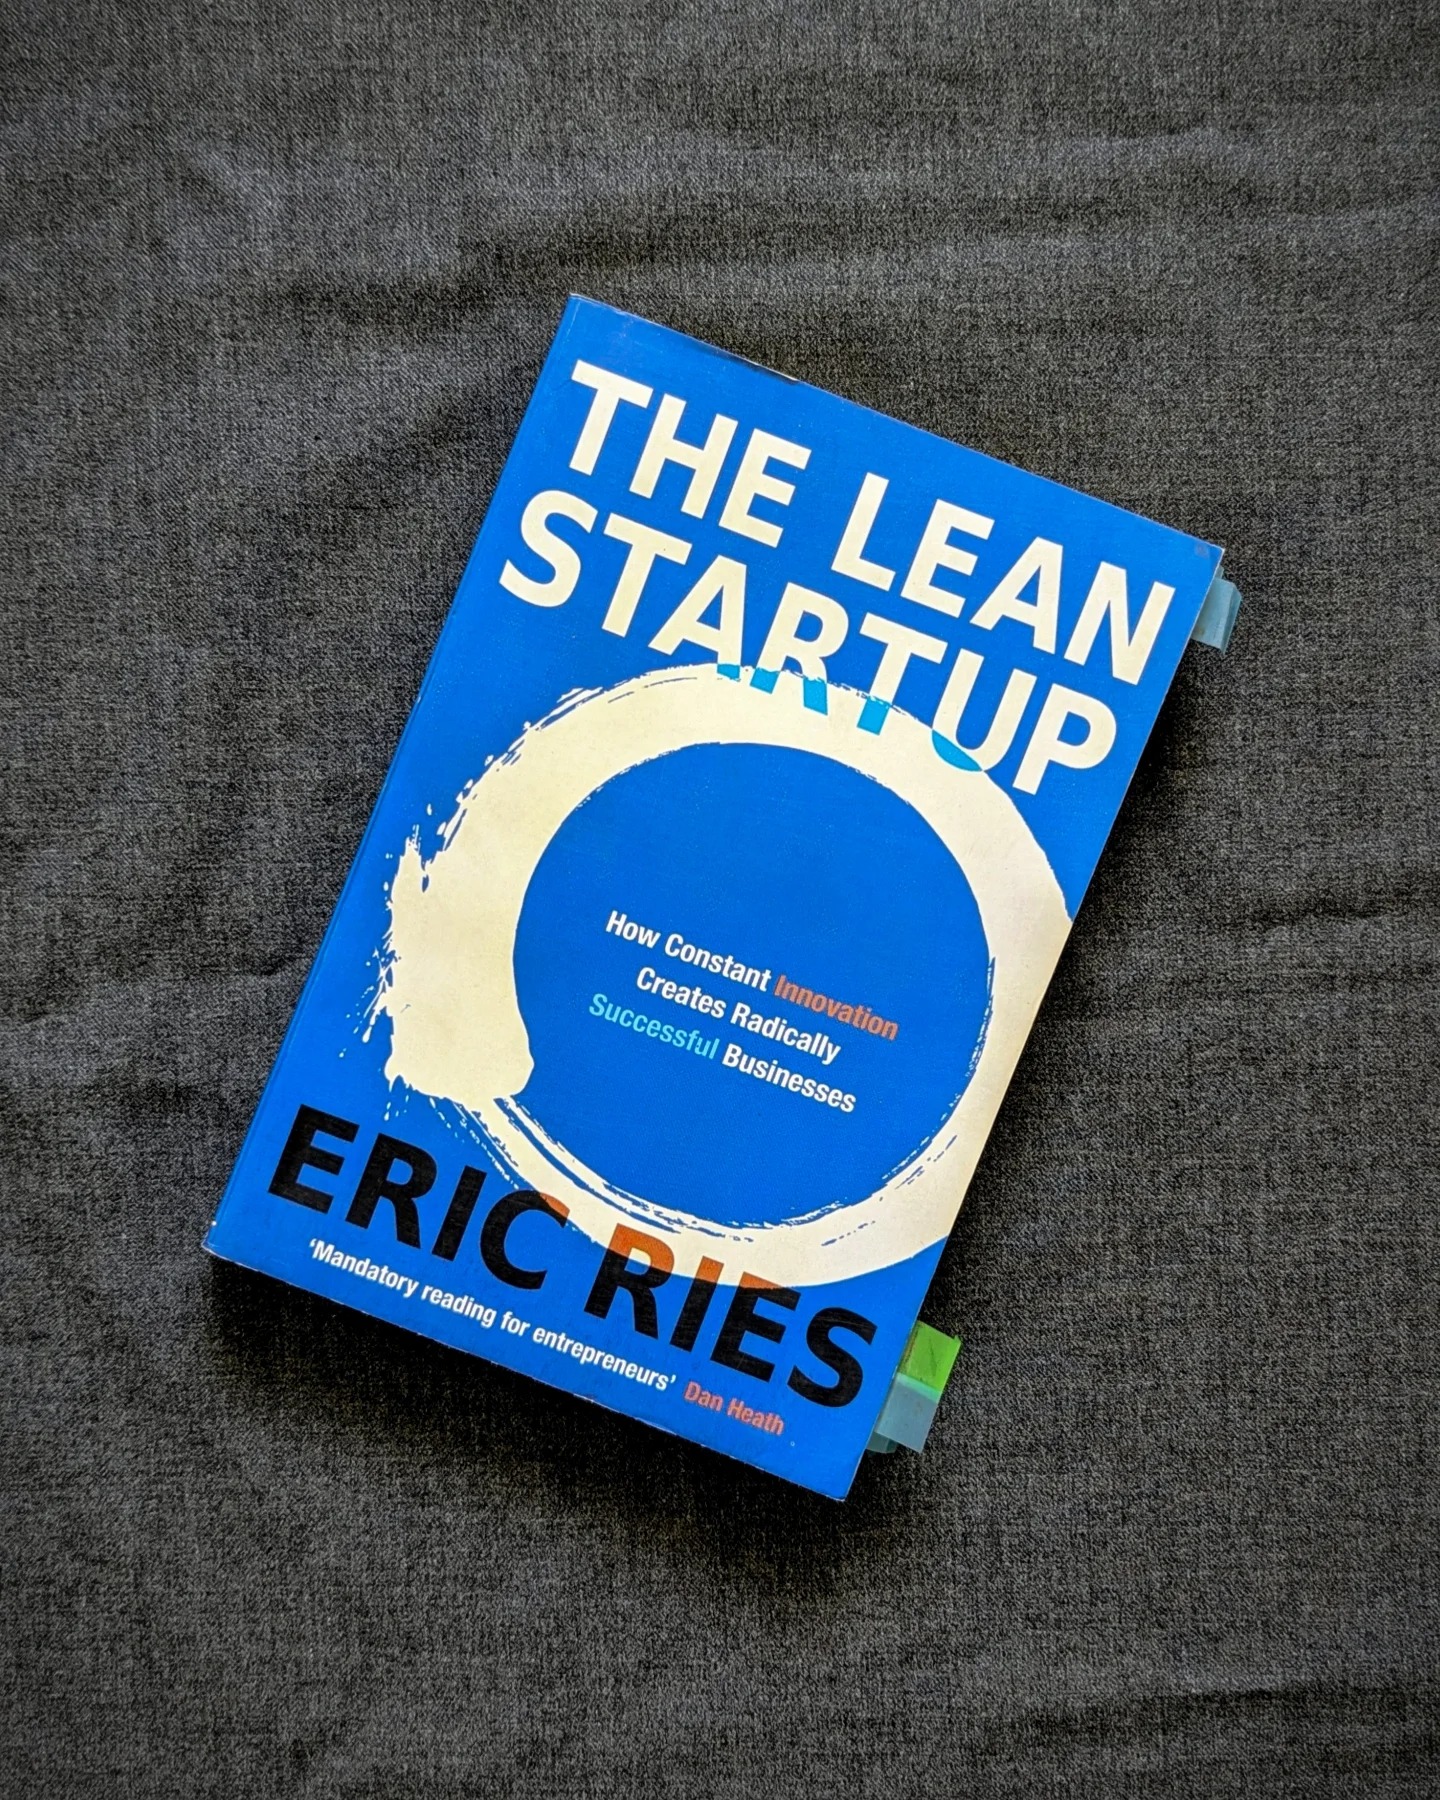 THE LEAN
STARTUP
How Constant Innovation
Creates Radically
Successful Businesses
ERIC RIES
‘Mandatory reading for entrepreneurs’ Dan Heath